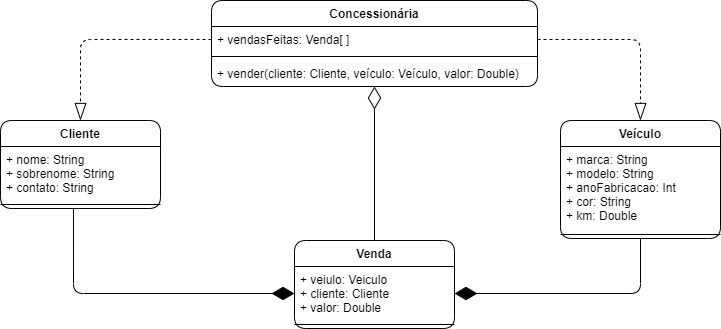 Concessionária
+ vendasFeitas: Venda[ ]
+ vender(cliente: Cliente, veículo: Veículo, valor: Double)
Cliente
+ nome: String
+ sobrenome: String
+ contato: String
Veículo
+ marca: String
+ modelo: String
+ anoFabricacao: Int
+ cor: String
+ km: Double
Venda
+ veiulo: Veiculo
+ cliente: Cliente
+ valor: Double